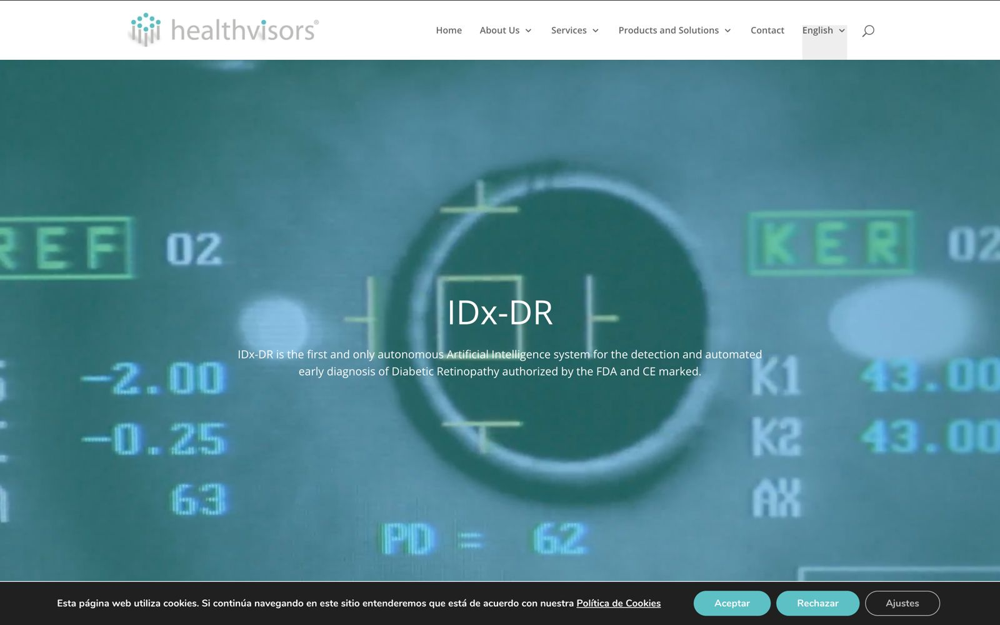 healthvisors®
Home
About Us
Services
Products and Solutions
Contact
English
REF 02
KER 02
IDx-DR
IDx-DR is the first and only autonomous Artificial Intelligence system for the detection and automated
early diagnosis of Diabetic Retinopathy authorized by the FDA and CE marked.
-2.00
K1 43.00
-0.25
K2 43.00
63
AX
PD = 62
Esta página web utiliza cookies. Si continúa navegando en este sitio entenderemos que está de acuerdo con nuestra Política de Cookies
Aceptar
Rechazar
Ajustes